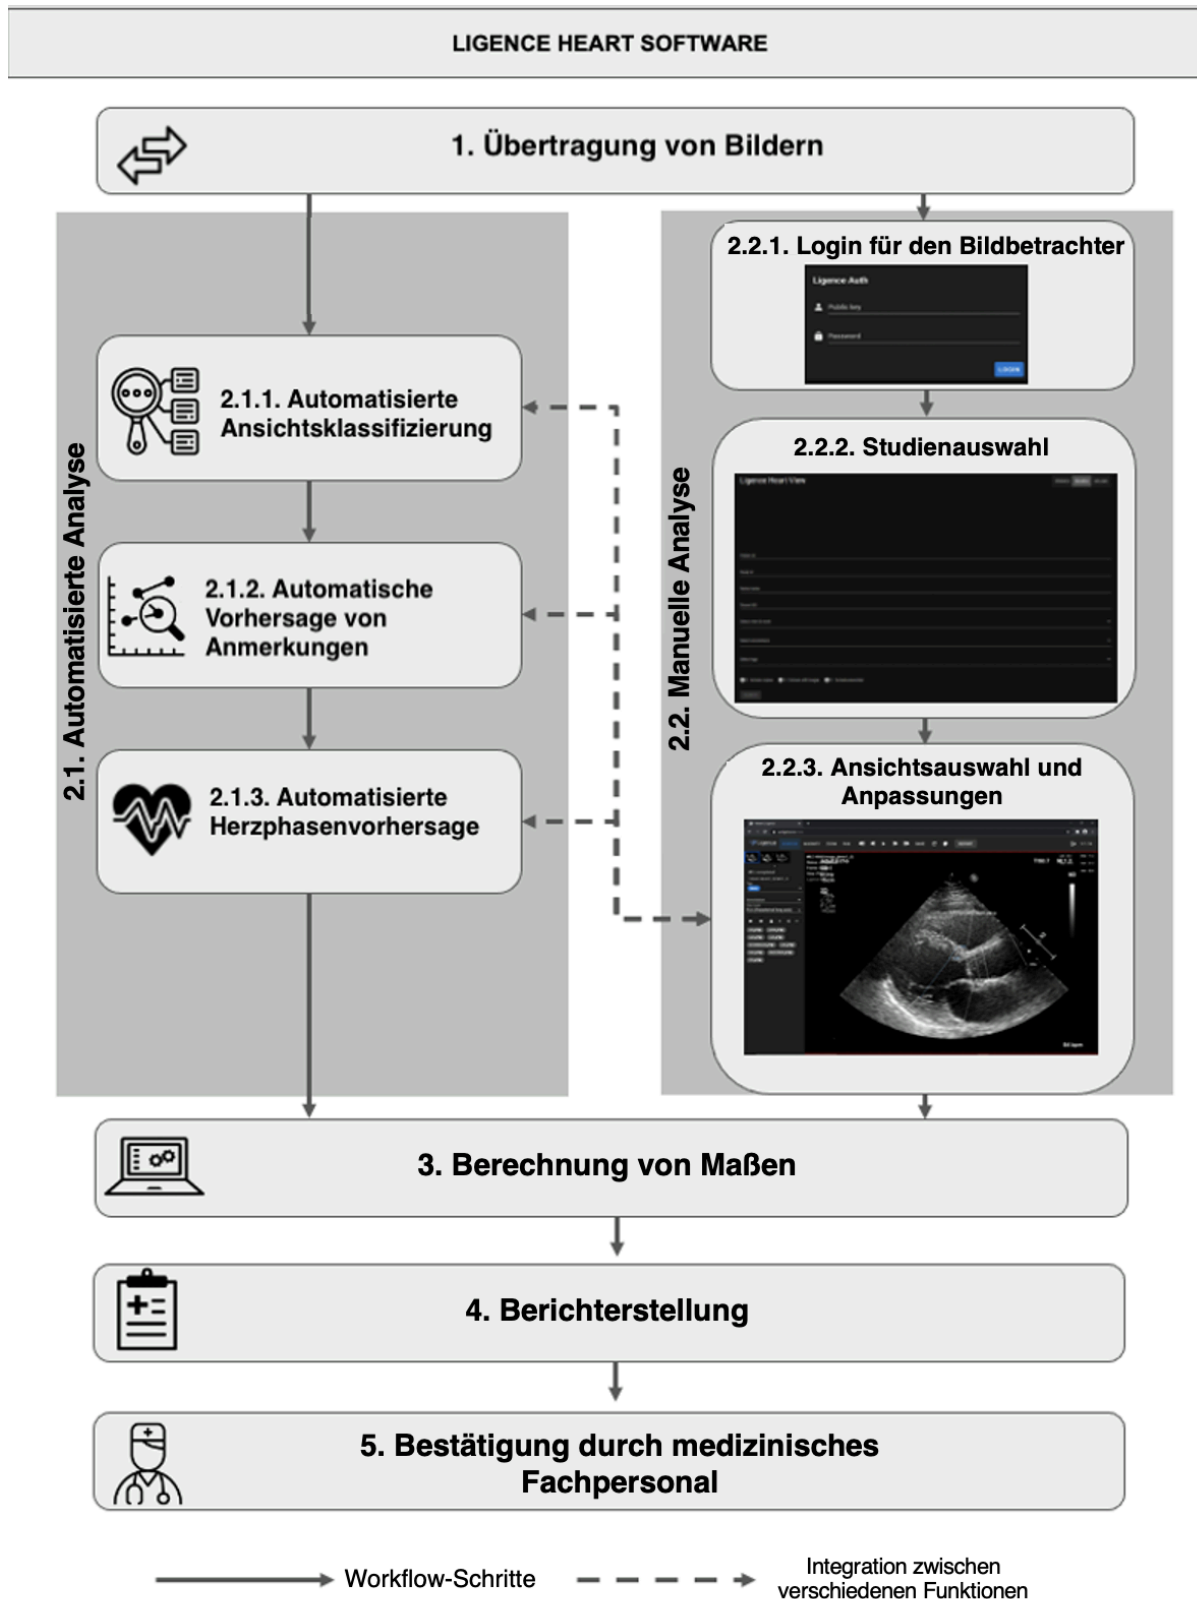 LIGENCE HEART SOFTWARE
1. Übertragung von Bildern
2.1. Automatisierte Analyse
2.1.1. Automatisierte
Ansichtsklassifizierung
2.1.2. Automatische
Vorhersage von
Anmerkungen
2.1.3. Automatisierte
Herzphasenvorhersage
2.2. Manuelle Analyse
2.2.1. Login für den Bildbetrachter
Ligence Auth
Public key
Password
LOGIN
2.2.2. Studienauswahl
Ligence Heart View
2.2.3. Ansichtsauswahl und
Anpassungen
3. Berechnung von Maßen
4. Berichterstellung
5. Bestätigung durch medizinisches
Fachpersonal
Workflow-Schritte
Integration zwischen
verschiedenen Funktionen